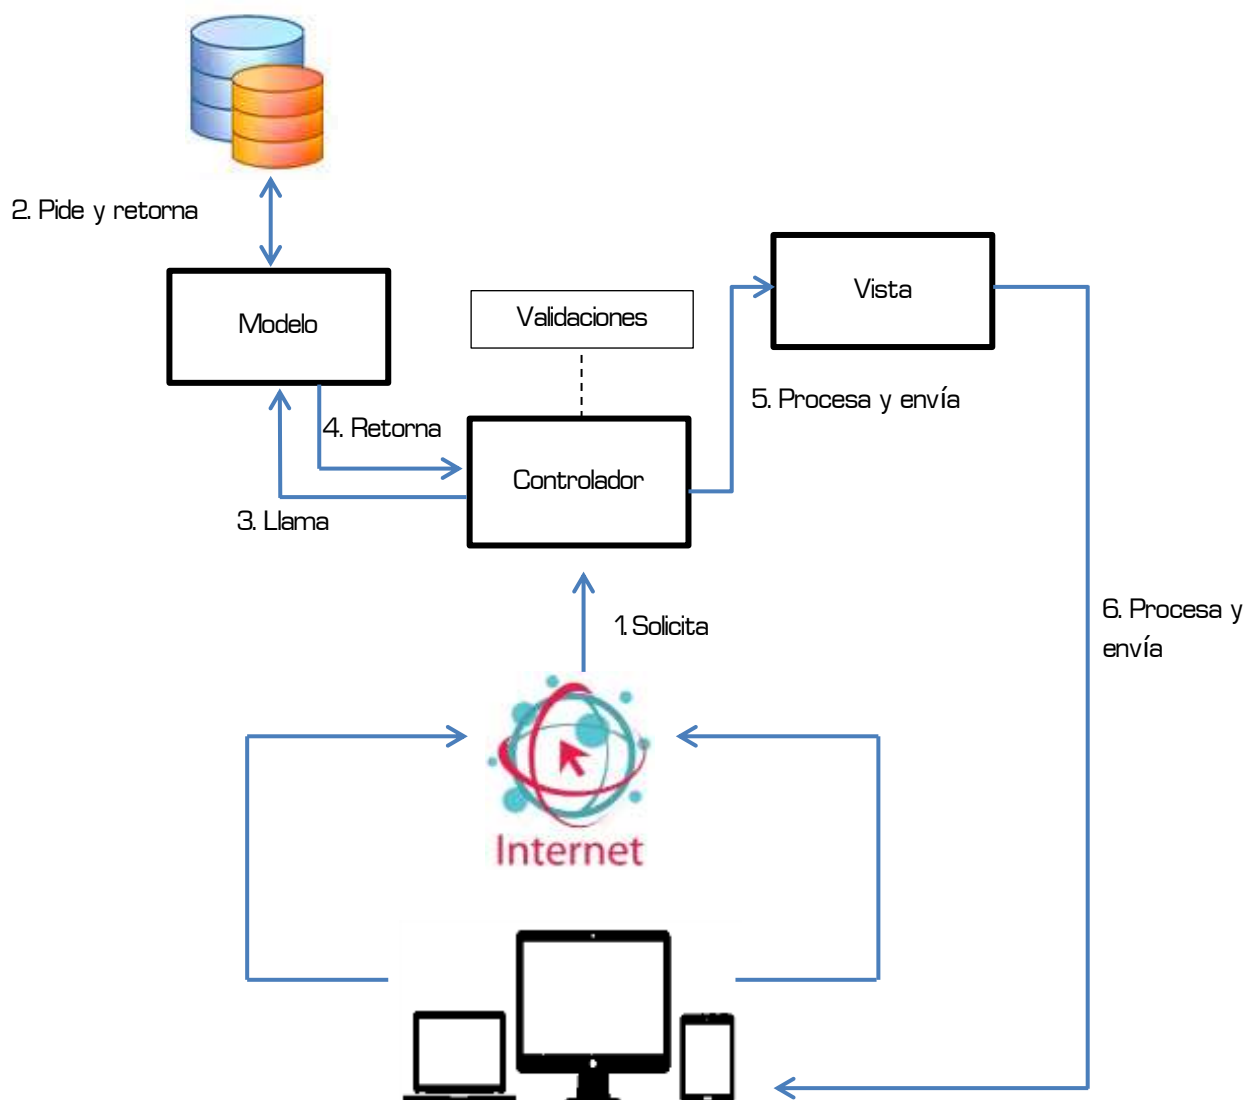 2. Pide y retorna
Modelo
Validaciones
Vista
4. Retorna
5. Procesa y envía
Controlador
3. Llama
1. Solicita
6. Procesa y
envía
Internet